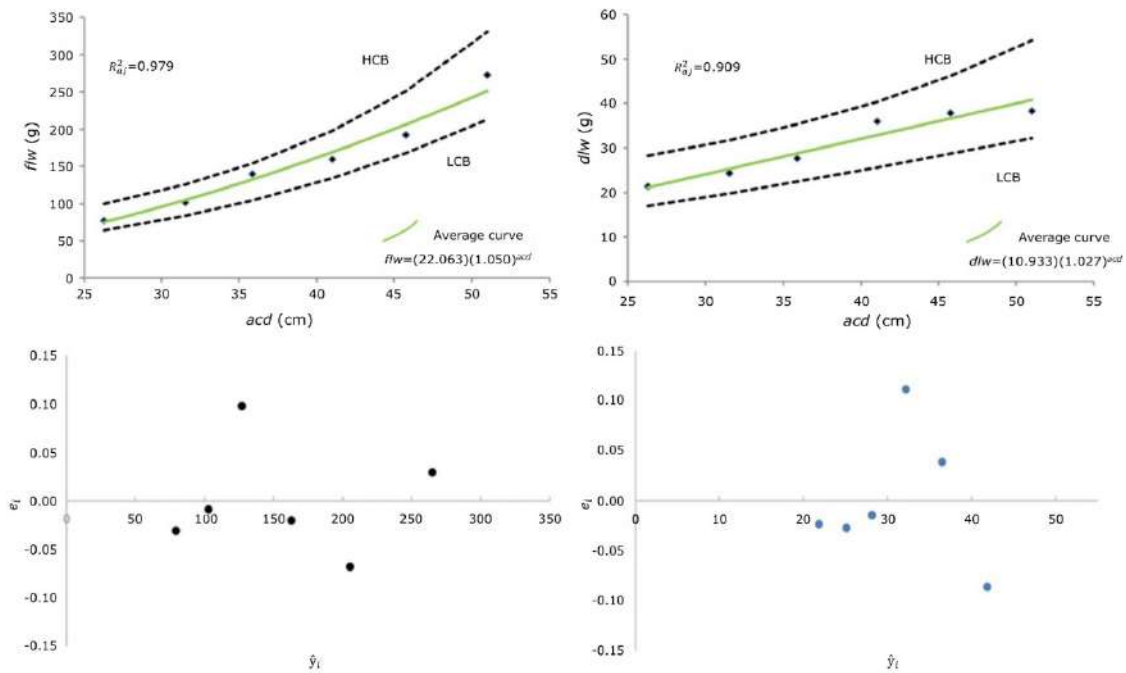 350
300
250
200
150
100
50
0
flw (g)
R²ₐⱼ=0.979
HCB
LCB
Average curve
flw=(22.063)(1.050)ᵃᶜᵈ
25 30 35 40 45 50 55
acd (cm)
60
50
40
30
20
10
0
dlw (g)
R²ₐⱼ=0.909
HCB
LCB
Average curve
dlw=(10.933)(1.027)ᵃᶜᵈ
25 30 35 40 45 50 55
acd (cm)
0.15
0.10
0.05
0.00
-0.05
-0.10
-0.15
eᵢ
0 50 100 150 200 250 300 350
ŷᵢ
0.15
0.10
0.05
0.00
-0.05
-0.10
-0.15
eᵢ
0 10 20 30 40 50
ŷᵢ